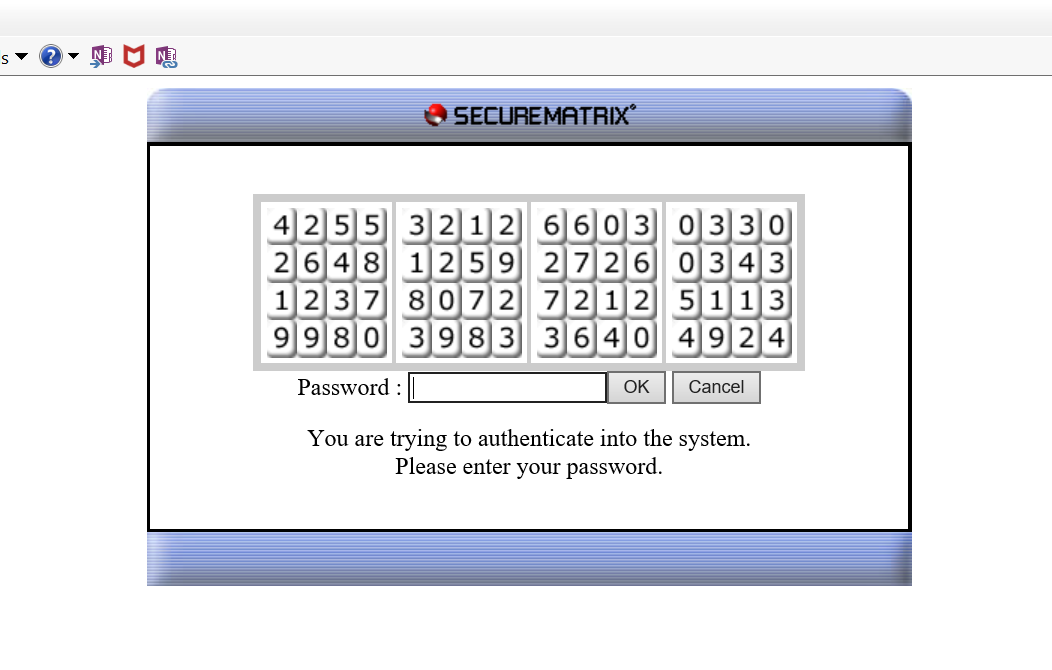 s
SECUREMATRIX®
4 2 5 5 3 2 1 2 6 6 0 3 0 3 3 0
2 6 4 8 1 2 5 9 2 7 2 6 0 3 4 3
1 2 3 7 8 0 7 2 7 2 1 2 5 1 1 3
9 9 8 0 3 9 8 3 3 6 4 0 4 9 2 4
Password : OK Cancel
You are trying to authenticate into the system.
Please enter your password.